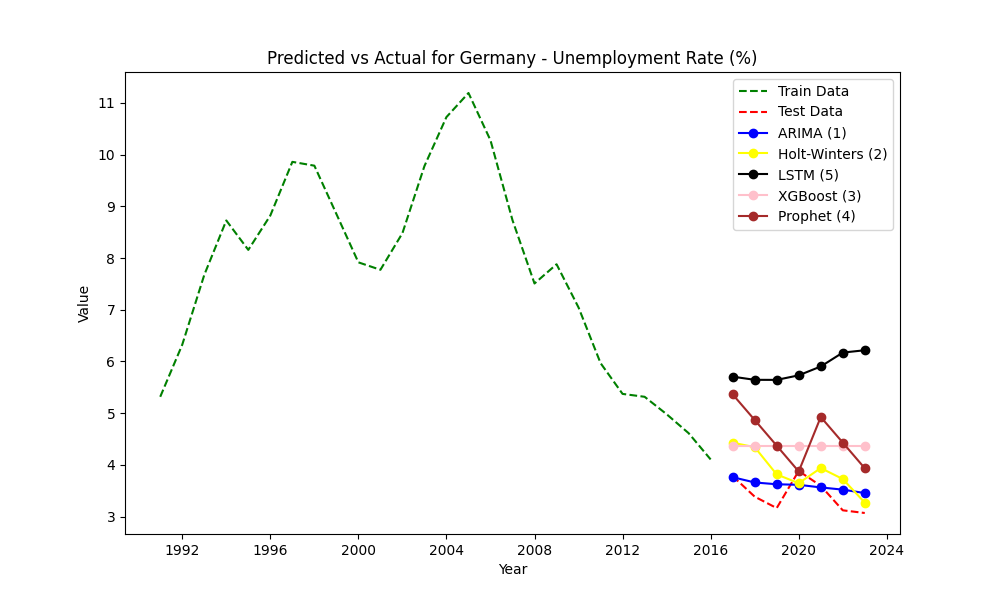 Predicted vs Actual for Germany - Unemployment Rate (%)
Train Data
Test Data
ARIMA (1)
Holt-Winters (2)
LSTM (5)
XGBoost (3)
Prophet (4)
11
10
9
8
7
6
5
4
3
Value
1992 1996 2000 2004 2008 2012 2016 2020 2024
Year